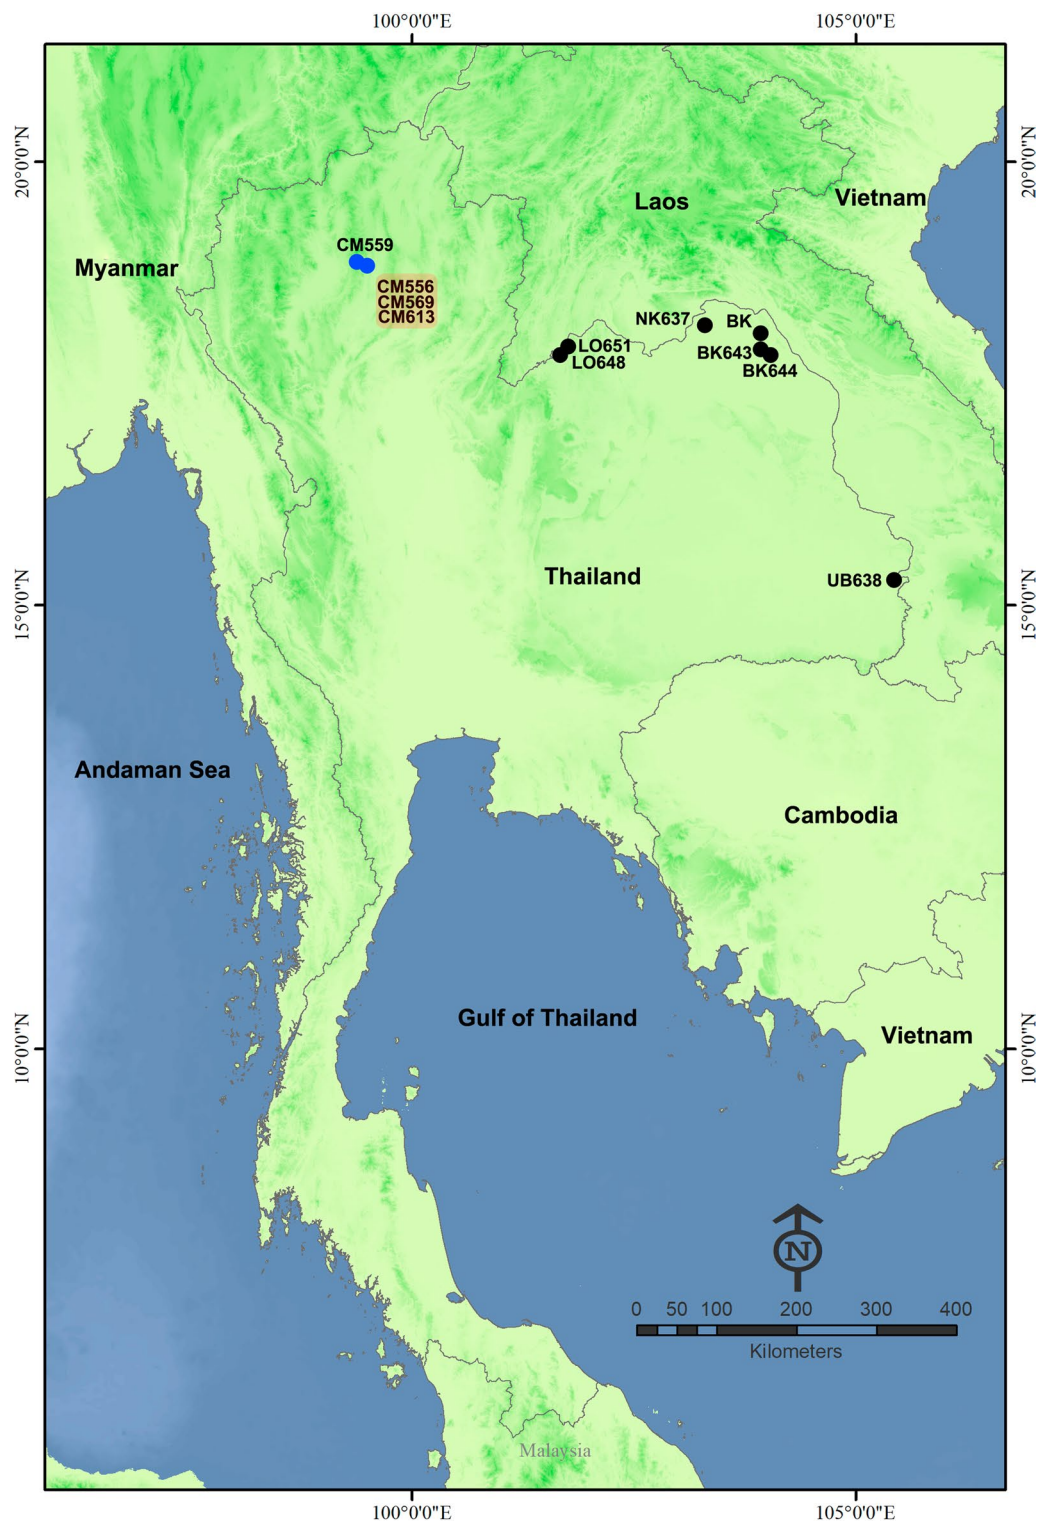 100°0'0"E 105°0'0"E
20°0'0"N 20°0'0"N
Vietnam
Laos
CM559
Myanmar
CM556
CM569
CM613
NK637 BK
LO651 BK643
LO648 BK644
Thailand
UB638
15°0'0"N 15°0'0"N
Andaman Sea
Cambodia
Gulf of Thailand
Vietnam
10°0'0"N 10°0'0"N
N
0 50 100 200 300 400
Kilometers
Malaysia
100°0'0"E 105°0'0"E